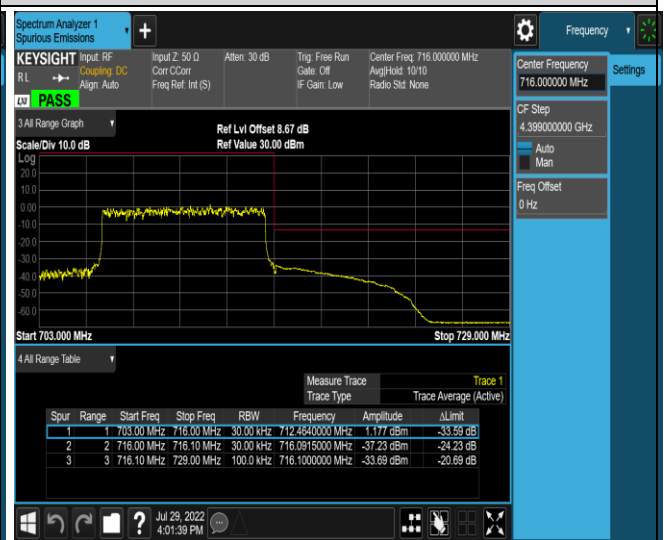 Spectrum Analyzer 1
Spurious Emissions
Frequency
KEYSIGHT Input: RF Input Z: 50 Ω Atten: 30 dB Trig: Free Run Center Freq: 716.000000 MHz
RL Coupling: DC Corr CCorr Gate: Off Avg|Hold: 10/10
Align: Auto Freq Ref: Int (S) IF Gain: Low Radio Std: None
PASS
Center Frequency
716.000000 MHz
Settings
CF Step
4.399000000 GHz
Auto
Man
Freq Offset
0 Hz
3 All Range Graph
Ref Lvl Offset 8.67 dB
Scale/Div 10.0 dB Ref Value 30.00 dBm
Log
20.0
10.0
0.00
-10.0
-20.0
-30.0
-40.0
-50.0
-60.0
Start 703.000 MHz Stop 729.000 MHz
4 All Range Table
Measure Trace Trace 1
Trace Type Trace Average (Active)
Spur Range Start Freq Stop Freq RBW Frequency Amplitude ΔLimit
1 1 703.00 MHz 716.00 MHz 30.00 kHz 712.4640000 MHz 1.177 dBm -33.59 dB
2 2 716.00 MHz 716.10 MHz 30.00 kHz 716.0915000 MHz -37.23 dBm -24.23 dB
3 3 716.10 MHz 729.00 MHz 100.0 kHz 716.1000000 MHz -33.69 dBm -20.69 dB
?
Jul 29, 2022
4:01:39 PM